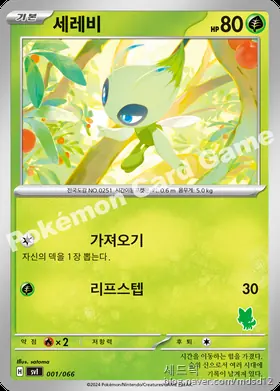 기본 세레비 HP 80
전국도감 NO.0251 시간이동포켓몬 키: 0.6 m 몸무게: 5.0 kg
Pokémon Card Game
가져오기
자신의 덱을 1장 뽑는다.
리프스텝 30
약점 ×2 저항력 후퇴
Illus. satoma
H svI 001/066
시간을 이동하는 힘을 가졌다.
©2024 Pokémon/Nintendo/Creatures/GAME FREAK